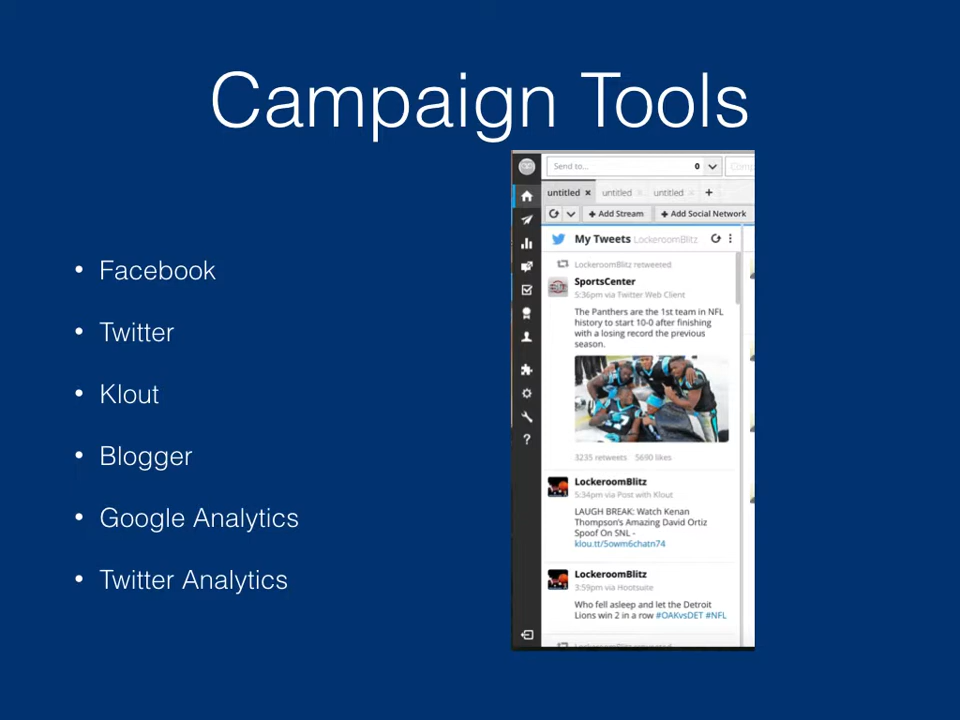 Campaign Tools
• Facebook
• Twitter
• Klout
• Blogger
• Google Analytics
• Twitter Analytics
Send to... 0
untitled × untitled × untitled × +
+ Add Stream + Add Social Network
My Tweets LockeroomBlitz
LockeroomBlitz retweeted
SportsCenter
5:36pm via Twitter Web Client
The Panthers are the 1st team in NFL
history to start 10-0 after finishing
with a losing record the previous
season.
3235 retweets 5690 likes
LockeroomBlitz
5:34pm via Post with Klout
LAUGH BREAK: Watch Kenan
Thompson's Amazing David Ortiz
Spoof On SNL -
klou.tt/5owm6chatn74
LockeroomBlitz
3:59pm via Hootsuite
Who fell asleep and let the Detroit
Lions win 2 in a row #OAKvsDET #NFL
?